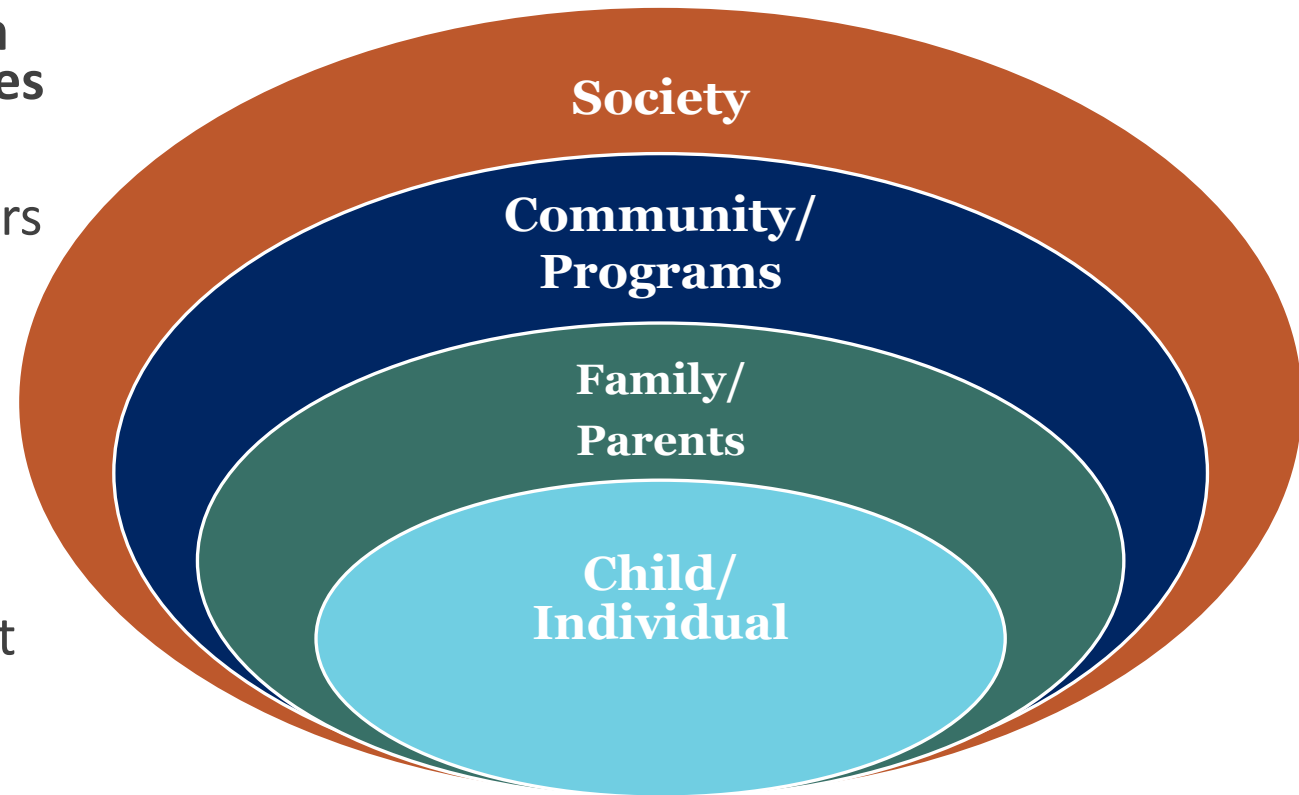 Society
Community/
Programs
Family/
Parents
Child/
Individual